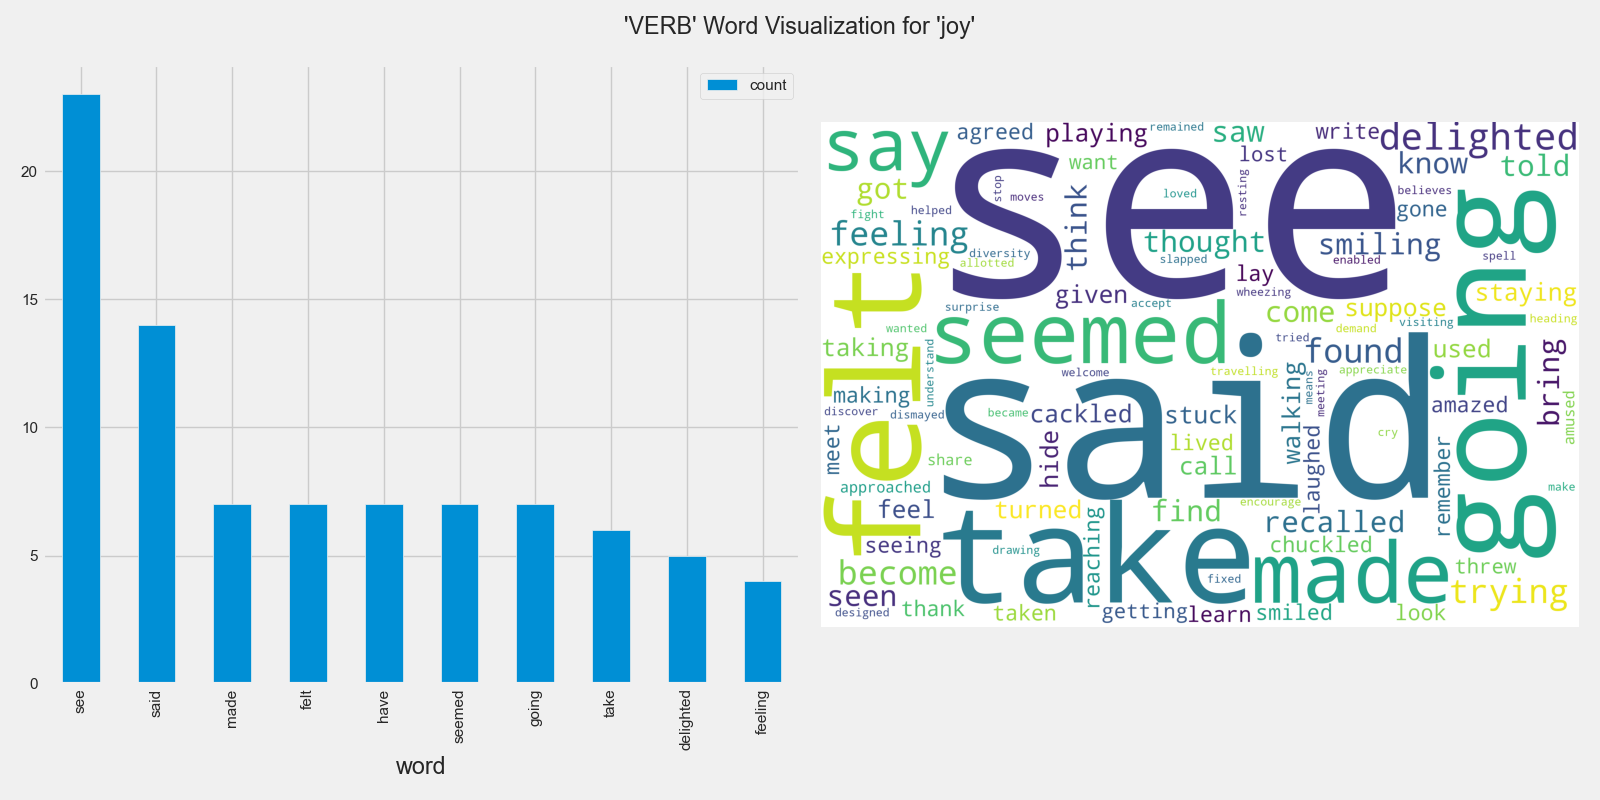 'VERB' Word Visualization for 'joy'
count
20
15
10
5
0
see
said
made
felt
have
seemed
going
take
delighted
feeling
word
say
agreed
playing
remained
saw
write
delighted
see
want
lost
know
told
got
stop
moves
loved
resting
believes
gone
fight
helped
think
feeling
thought
smiling
going
expressing
diversity
allotted
slapped
enabled
spell
lay
felt
given
accept
wheezing
staying
surprise
seemed
come
suppose
visiting
heading
wanted
demand
taking
understand
tried
found
used
welcome
travelling
appreciate
bring
making
said
walking
means
meeting
discover
dismayed
became
cackled
stuck
amazed
amused
meet
hide
lived
laughed
cry
remember
share
call
approached
make
feel
turned
find
encourage
take
reaching
recalled
seeing
drawing
chuckled
become
fixed
made
threw
seen
trying
designed
thank
taken
getting
learn
smiled
look